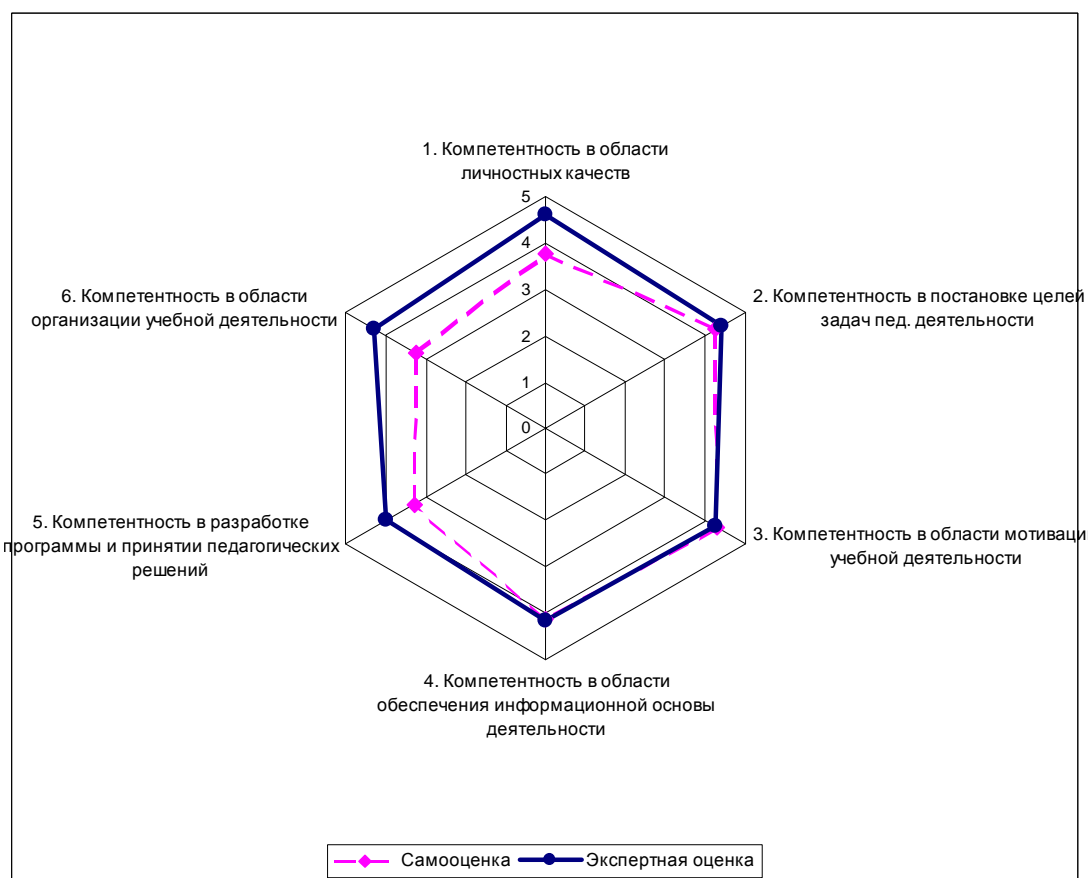 1. Компетентность в области
личностных качеств
5
4
3
2
1
0
2. Компетентность в постановке целей
задач пед. деятельности
3. Компетентность в области мотиваци
учебной деятельности
4. Компетентность в области
обеспечения информационной основы
деятельности
5. Компетентность в разработке
программы и принятии педагогических
решений
6. Компетентность в области
организации учебной деятельности
Самооценка
Экспертная оценка